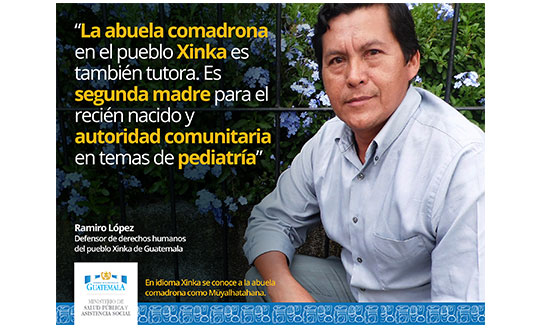 “La abuela comadrona
en el pueblo Xinka es
también tutora. Es
segunda madre para el
recién nacido y
autoridad comunitaria
en temas de pediatría”
Ramiro López
Defensor de derechos humanos
del pueblo Xinka de Guatemala
GUATEMALA
MINISTERIO DE
SALUD PÚBLICA Y
ASISTENCIA SOCIAL
En idioma Xinka se conoce a la abuela
comadrona como Müyalhatahana.